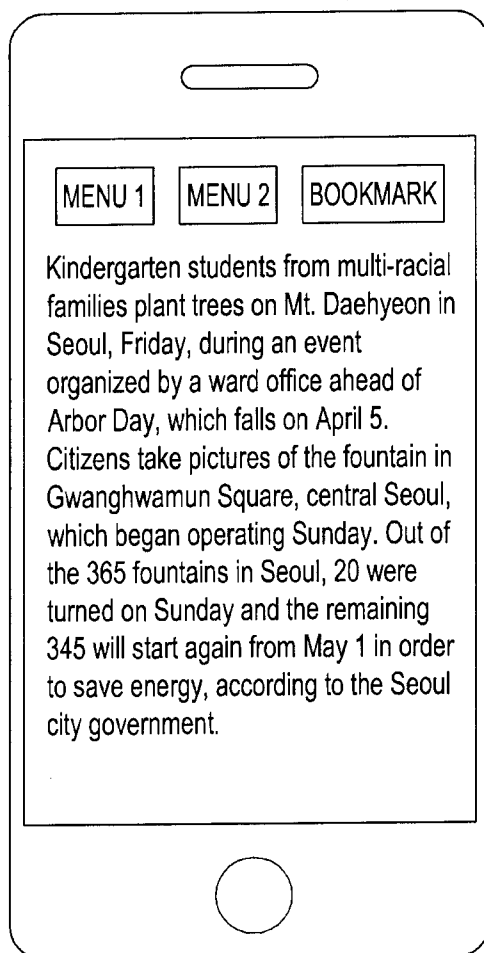 MENU 1 MENU 2 BOOKMARK
Kindergarten students from multi-racial
families plant trees on Mt. Daehyeon in
Seoul, Friday, during an event
organized by a ward office ahead of
Arbor Day, which falls on April 5.
Citizens take pictures of the fountain in
Gwanghwamun Square, central Seoul,
which began operating Sunday. Out of
the 365 fountains in Seoul, 20 were
turned on Sunday and the remaining
345 will start again from May 1 in order
to save energy, according to the Seoul
city government.